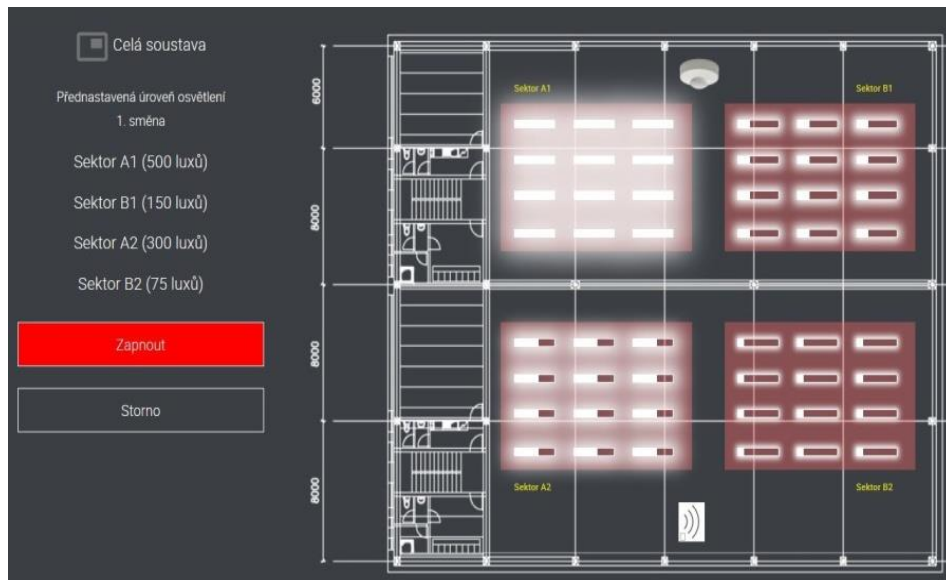 Celá soustava
Přednastavená úroveň osvětlení
1. směna
Sektor A1 (500 luxů)
Sektor B1 (150 luxů)
Sektor A2 (300 luxů)
Sektor B2 (75 luxů)
Zapnout
Storno
6000
8000
8000
8000
Sektor A1
Sektor B1
Sektor A2
Sektor B2